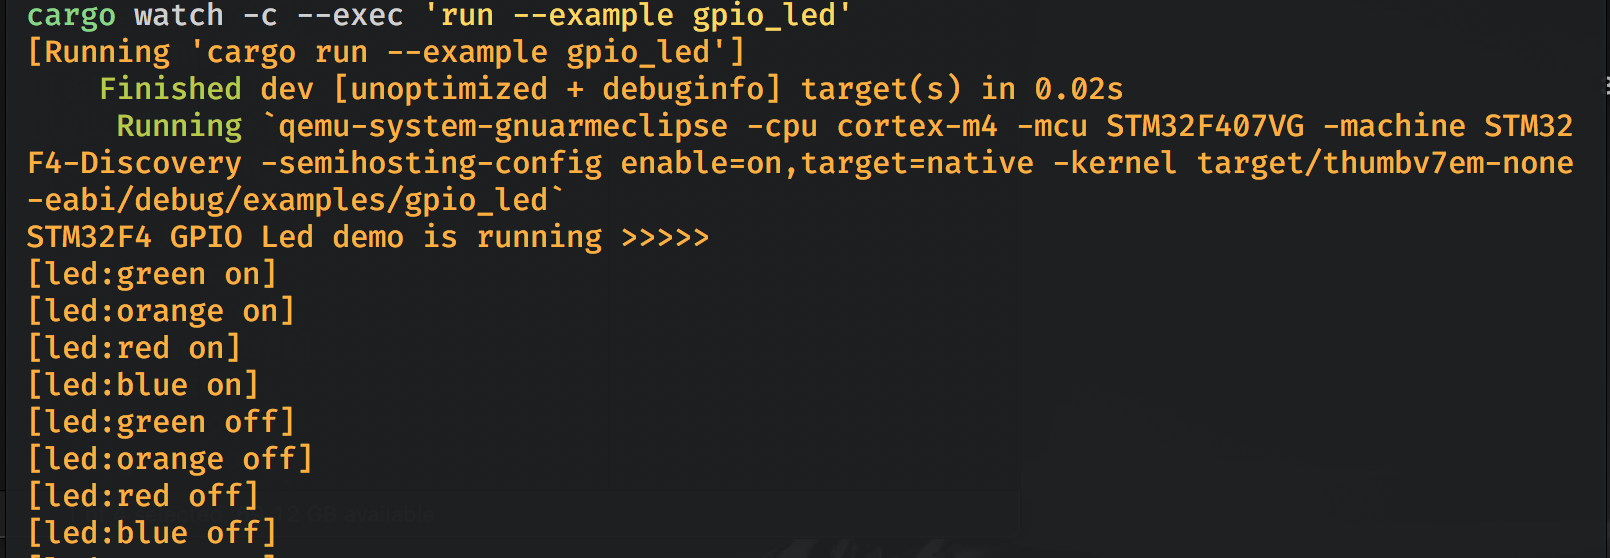 cargo watch -c --exec 'run --example gpio_led'
[Running 'cargo run --example gpio_led']
    Finished dev [unoptimized + debuginfo] target(s) in 0.02s
     Running `qemu-system-gnuarmeclipse -cpu cortex-m4 -mcu STM32F407VG -machine STM32
F4-Discovery -semihosting-config enable=on,target=native -kernel target/thumbv7em-none
-eabi/debug/examples/gpio_led`
STM32F4 GPIO Led demo is running >>>>>
[led:green on]
[led:orange on]
[led:red on]
[led:blue on]
[led:green off]
[led:orange off]
[led:red off]
[led:blue off]